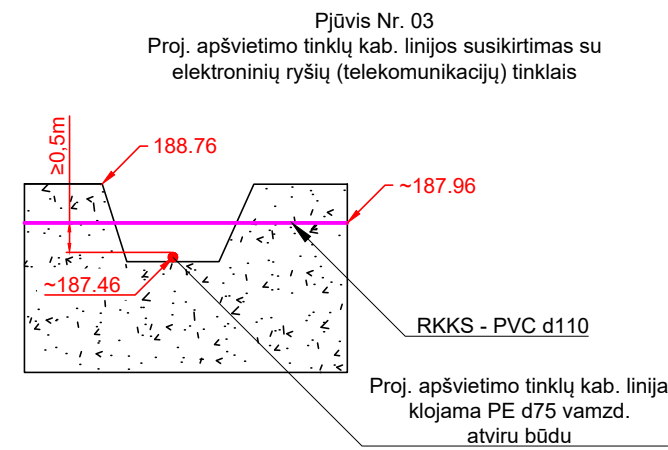 Pjūvis Nr. 03
Proj. apšvietimo tinklų kab. linijos susikirtimas su
elektroninių ryšių (telekomunikacijų) tinklais
≥0,5m
188.76
~187.96
~187.46
RKKS - PVC d110
Proj. apšvietimo tinklų kab. linija
klojama PE d75 vamzd.
atviru būdu